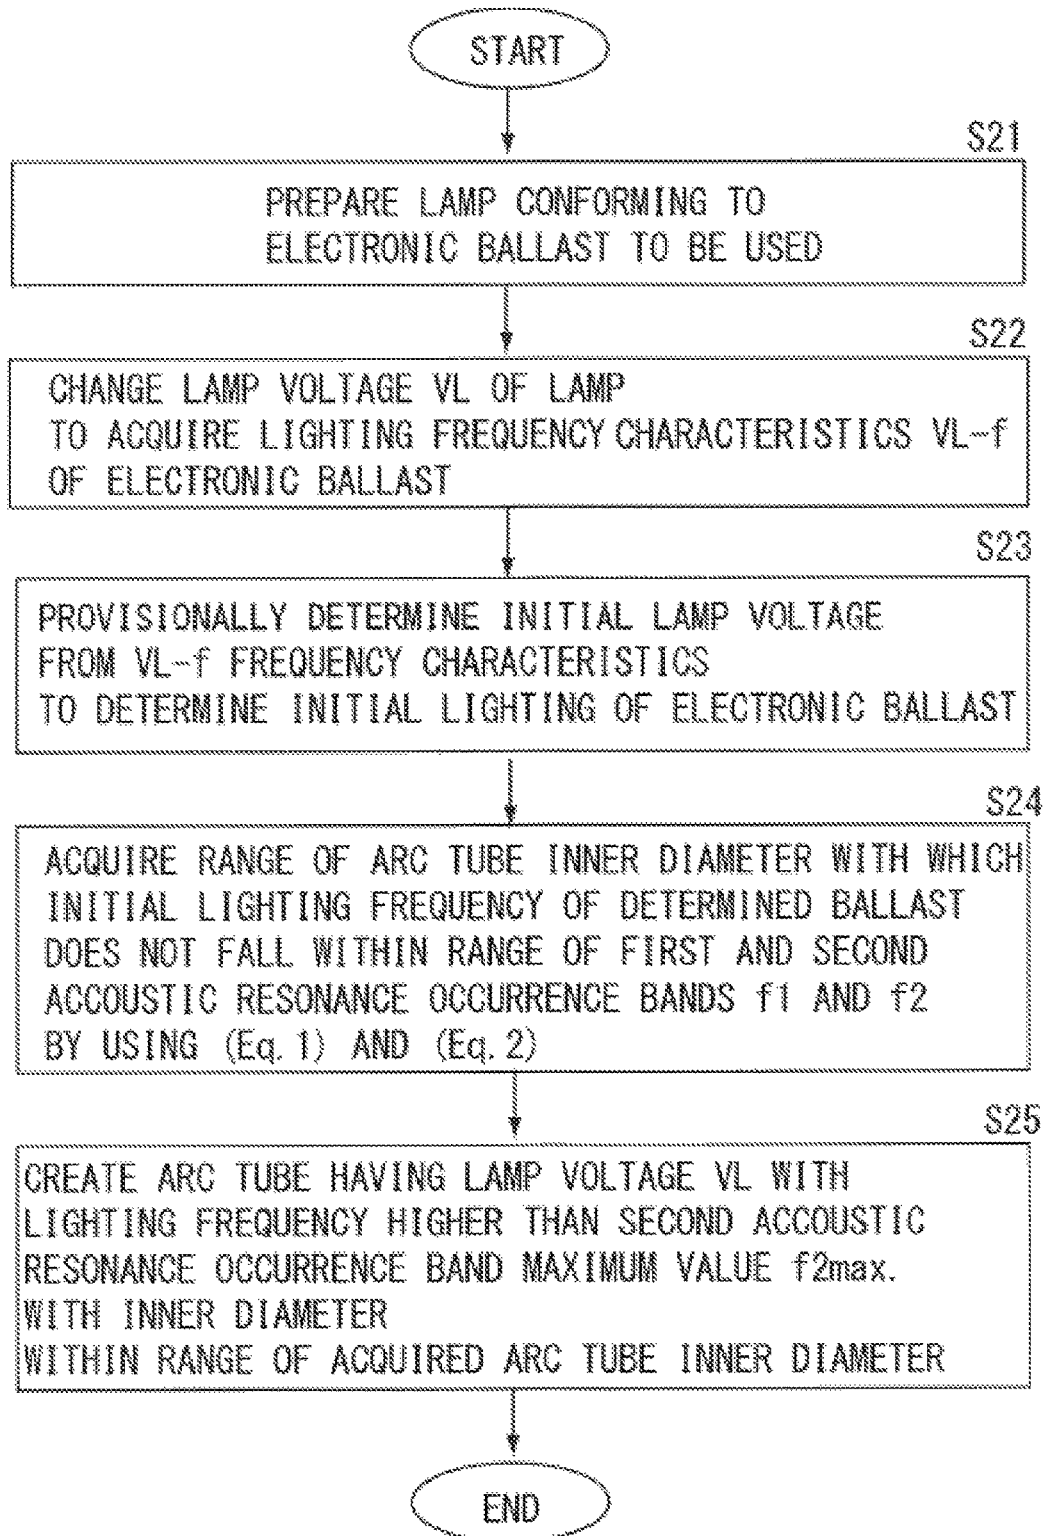 START
S21
PREPARE LAMP CONFORMING TO
ELECTRONIC BALLAST TO BE USED
S22
CHANGE LAMP VOLTAGE VL OF LAMP
TO ACQUIRE LIGHTING FREQUENCY CHARACTERISTICS VL-f
OF ELECTRONIC BALLAST
S23
PROVISIONALLY DETERMINE INITIAL LAMP VOLTAGE
FROM VL-f FREQUENCY CHARACTERISTICS
TO DETERMINE INITIAL LIGHTING OF ELECTRONIC BALLAST
S24
ACQUIRE RANGE OF ARC TUBE INNER DIAMETER WITH WHICH
INITIAL LIGHTING FREQUENCY OF DETERMINED BALLAST
DOES NOT FALL WITHIN RANGE OF FIRST AND SECOND
ACCOUSTIC RESONANCE OCCURRENCE BANDS f1 AND f2
BY USING (Eq. 1) AND (Eq. 2)
S25
CREATE ARC TUBE HAVING LAMP VOLTAGE VL WITH
LIGHTING FREQUENCY HIGHER THAN SECOND ACCOUSTIC
RESONANCE OCCURRENCE BAND MAXIMUM VALUE f2max.
WITH INNER DIAMETER
WITHIN RANGE OF ACQUIRED ARC TUBE INNER DIAMETER
END